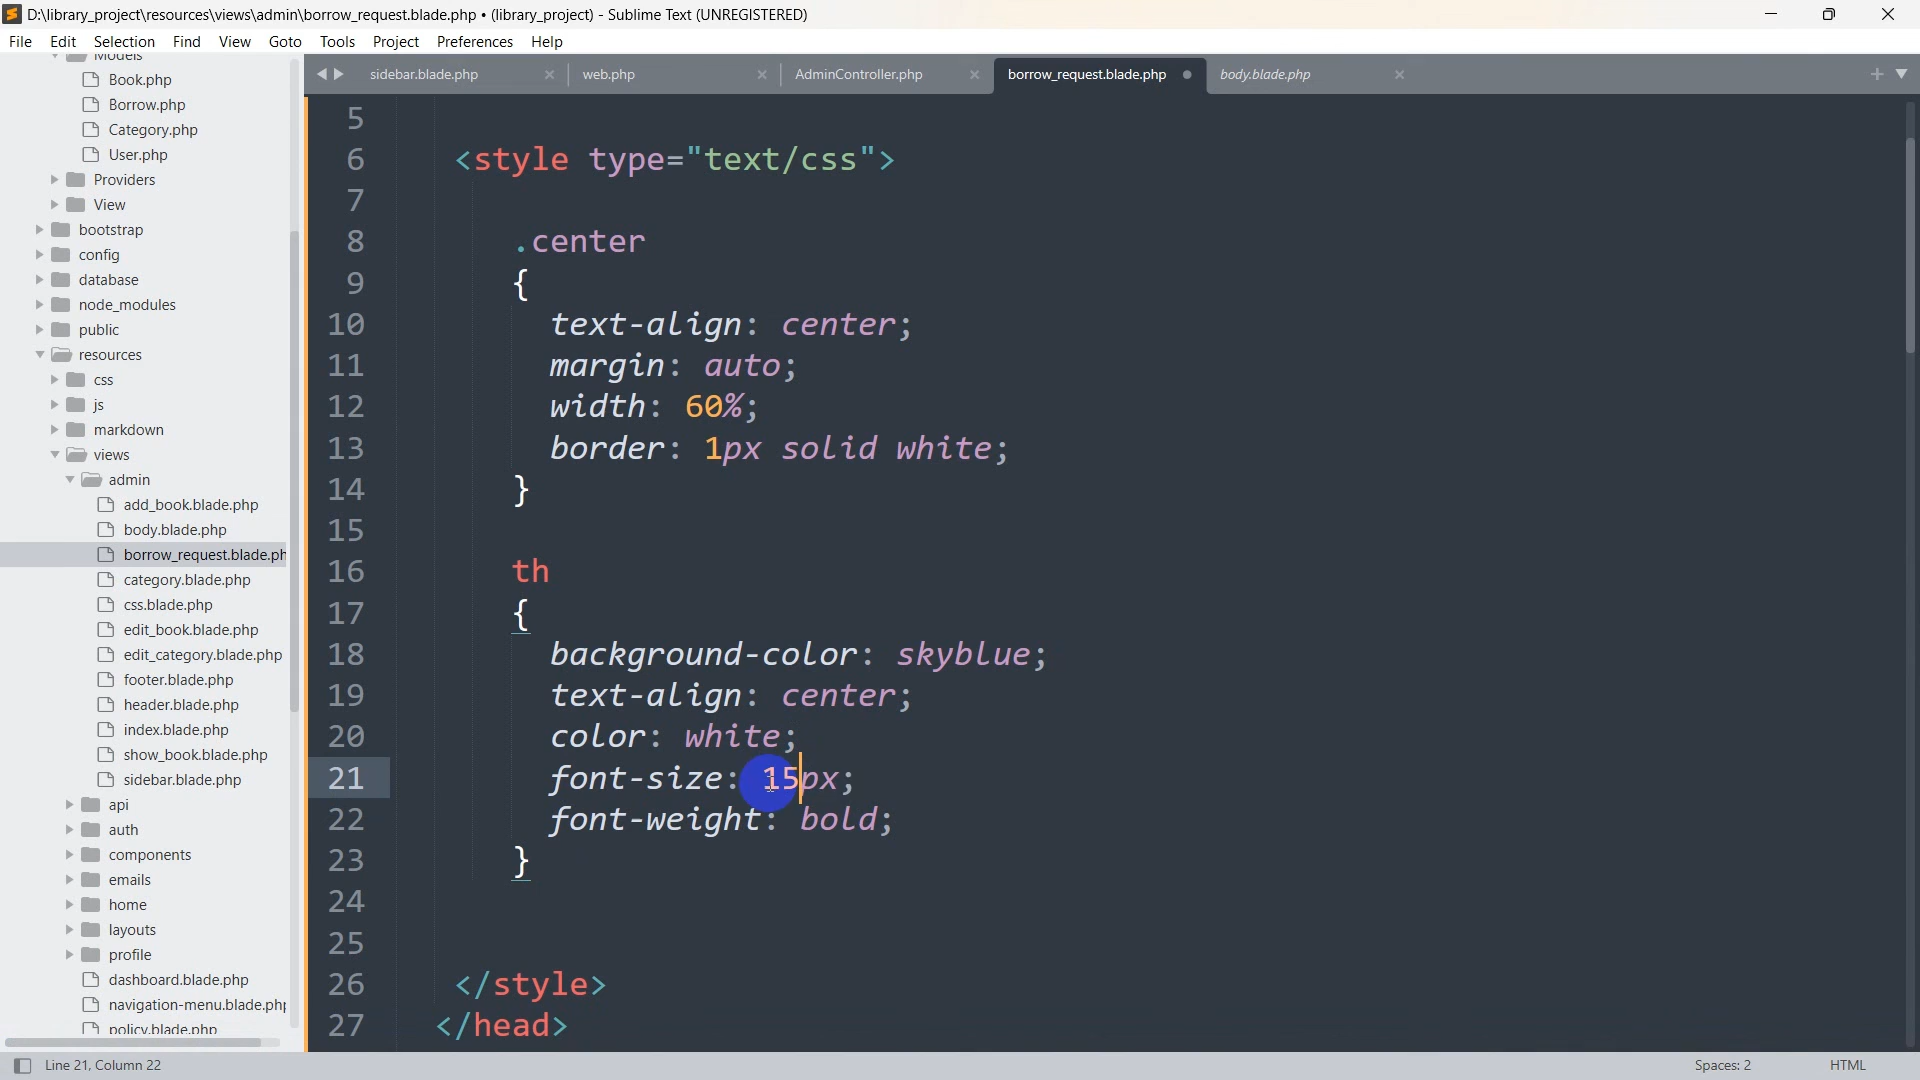 D:\library_project\resources\views\admin\borrow_request.blade.php • (library_project) - Sublime Text (UNREGISTERED)
File Edit Selection Find View Goto Tools Project Preferences Help
Models
Book.php
Borrow.php
Category.php
User.php
Providers
View
bootstrap
config
database
node_modules
public
resources
css
js
markdown
views
admin
add_book.blade.php
body.blade.php
borrow_request.blade.ph
category.blade.php
css.blade.php
edit_book.blade.php
edit_category.blade.php
footer.blade.php
header.blade.php
index.blade.php
show_book.blade.php
sidebar.blade.php
api
auth
components
emails
home
layouts
profile
dashboard.blade.php
navigation-menu.blade.php
policy.blade.php
sidebar.blade.php web.php AdminController.php borrow_request.blade.php body.blade.php
5
6 <style type="text/css">
7
8 .center
9 {
10 text-align: center;
11 margin: auto;
12 width: 60%;
13 border: 1px solid white;
14 }
15
16 th
17 {
18 background-color: skyblue;
19 text-align: center;
20 color: white;
21 font-size: 15px;
22 font-weight: bold;
23 }
24
25
26 </style>
27 </head>
Line 21, Column 22 Spaces: 2 HTML